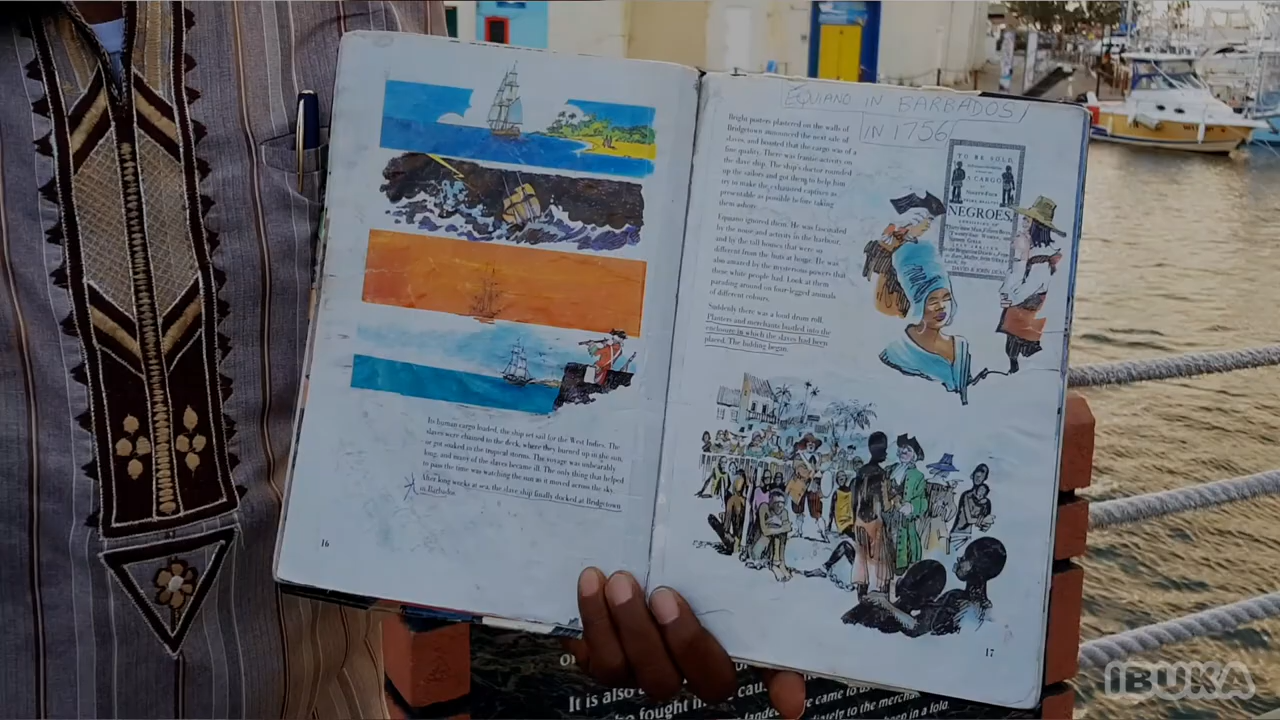 Its human cargo loaded, the ship set sail for the West Indies. The
slaves were chained to the deck, where they burned up in the sun,
or got soaked in the tropical storms. The voyage was unbearably
long, and many of the slaves became ill. The only thing that helped
to pass the time was watching the sun as it moved across the sky.
After long weeks at sea, the slave ship finally docked at Bridgetown
in Barbados.
16
EQUIANO IN BARBADOS
IN 1756
Bright posters plastered on the walls of
Bridgetown announced the next sale of
slaves, and boasted that the cargo was of a
fine quality. There was frantic activity on
the slave ship. The ship's doctor rounded
up the sailors and got them to help him
try to make the exhausted captives as
presentable as possible before taking
them ashore.
Equiano ignored them. He was fascinated
by the noise and activity in the harbour,
and by the tall houses that were so
different from the huts at home. He was
also amazed by the mysterious powers that
these white people had. Look at them
parading around on four-legged animals
of different colours.
Suddenly there was a loud drum roll.
Planters and merchants bustled into the
enclosure in which the slaves had been
placed. The bidding began.
TO BE SOLD,
A CARGO
NEGROES,
17
It is also
he fought
landed
came to
to the mercha
in a lolo.
IBUKA